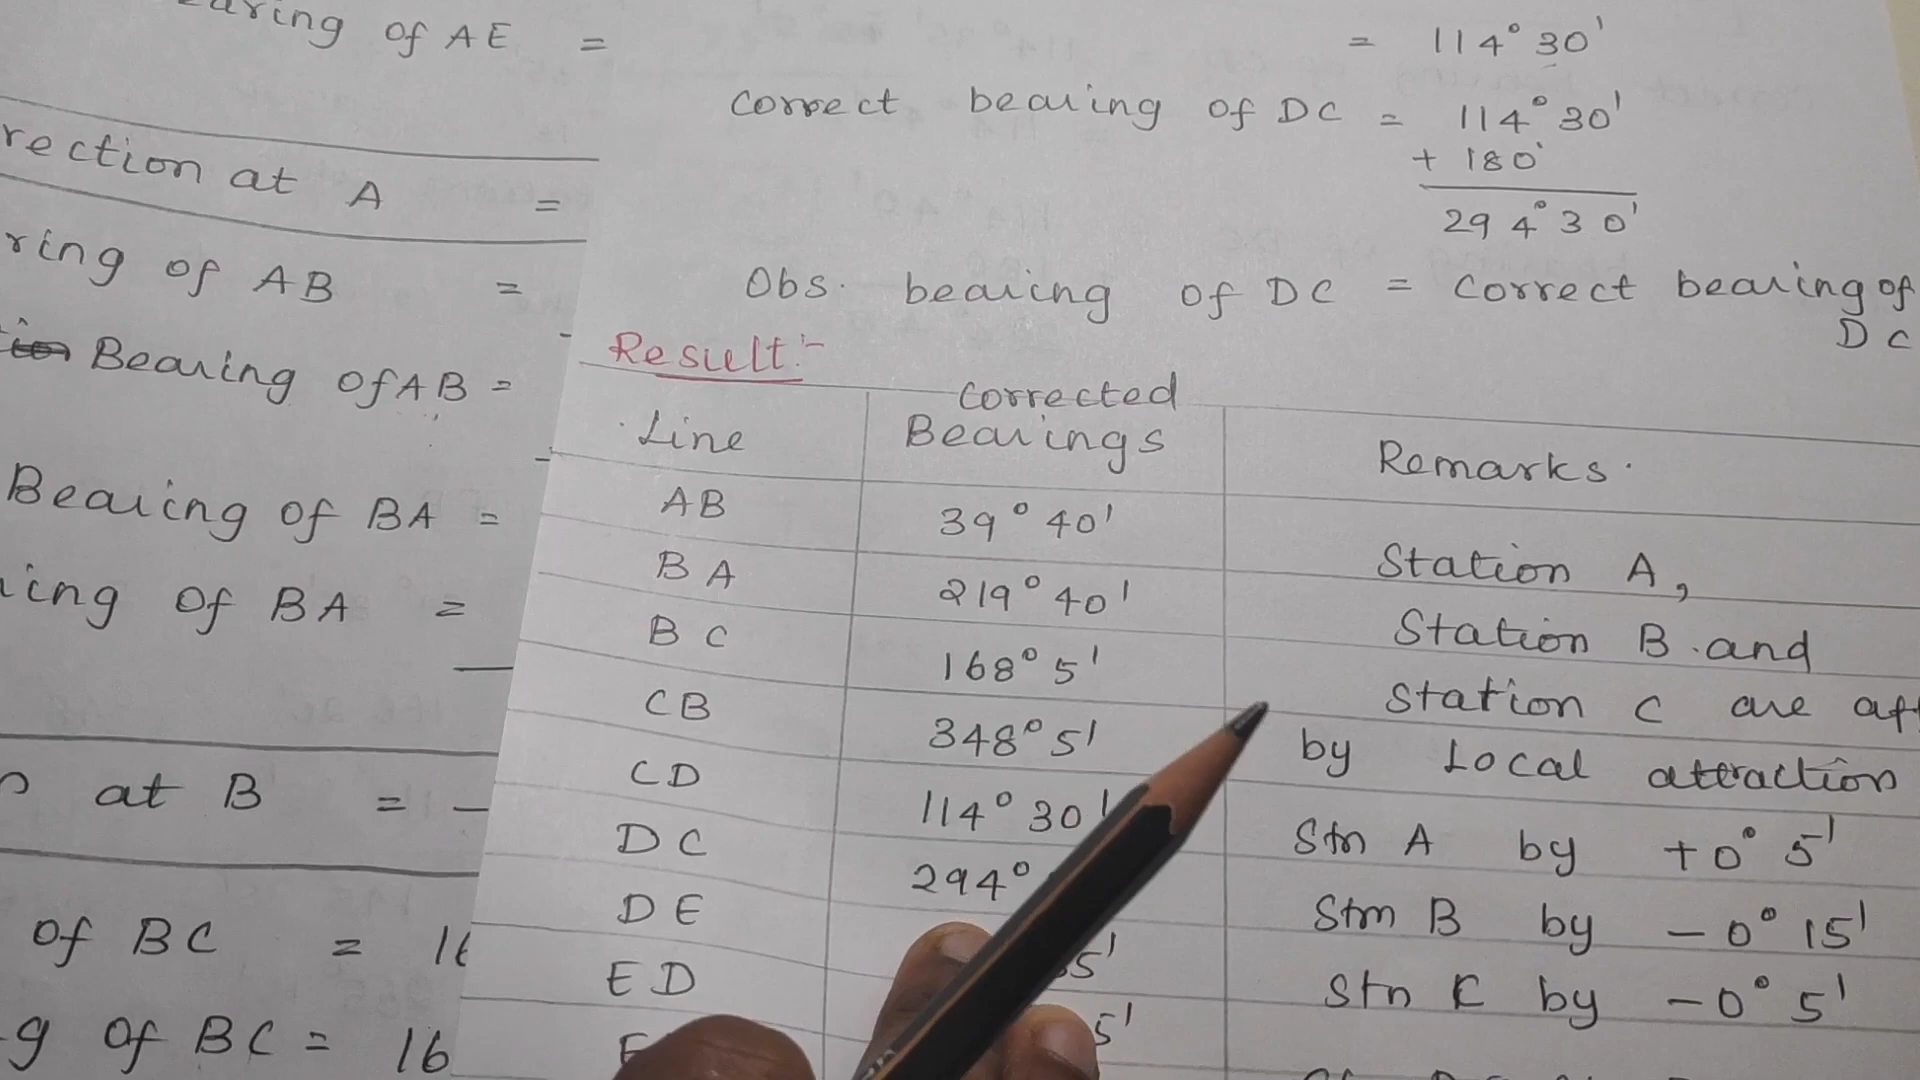 of AE =
rection at A =
ring of AB =
Bearing of AB =
Bearing of BA =
ing of BA =
at B = -
of BC = 16
g of BC = 16
= 114° 30'
correct bearing of DC = 114° 30'
+ 180°
294° 30'
Obs. bearing of DC = correct bearing of
DC
Result:-
Line Corrected Bearings Remarks.
AB 39° 40'
BA 219° 40' Station A,
BC 168° 5' Station B and
CB 348° 5' Station C are aff
CD 114° 30' by Local attraction
DC 294° Stn A by +0° 5'
DE 5' Stn B by -0° 15'
ED 5' Stn C by -0° 5'